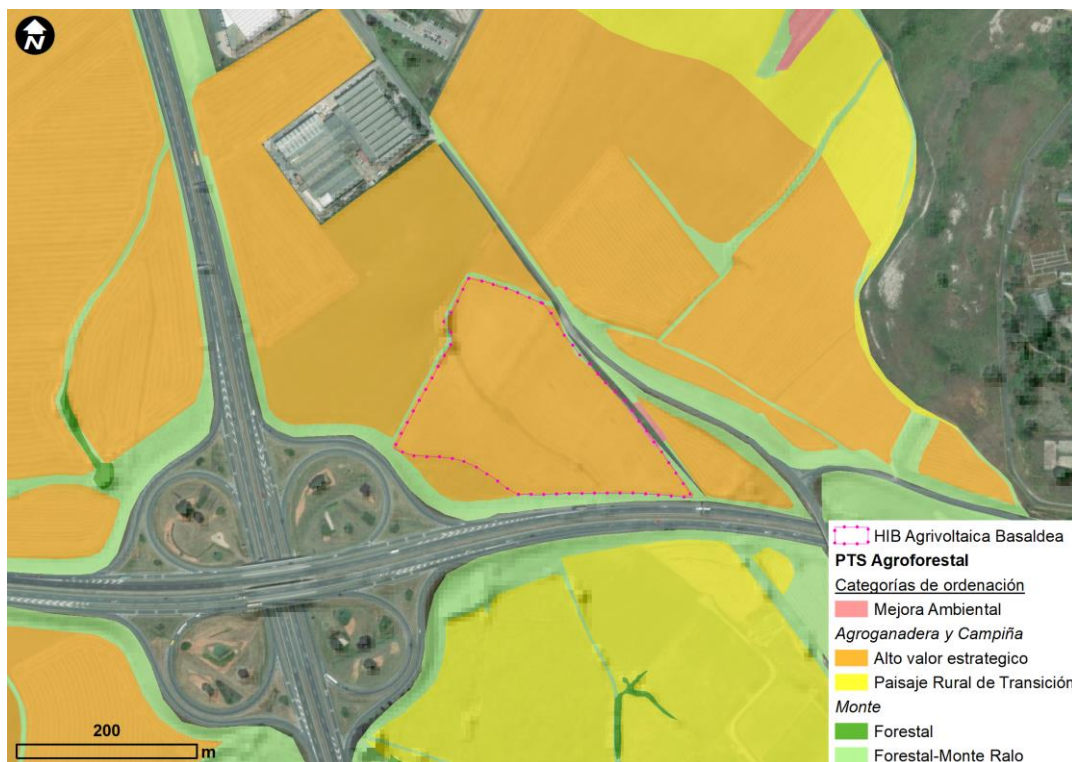 N
HIB Agrivoltaica Basaldea
PTS Agroforestal
Categorías de ordenación
Mejora Ambiental
Agroganadera y Campiña
Alto valor estrategico
Paisaje Rural de Transición
Monte
Forestal
Forestal-Monte Ralo
200
m